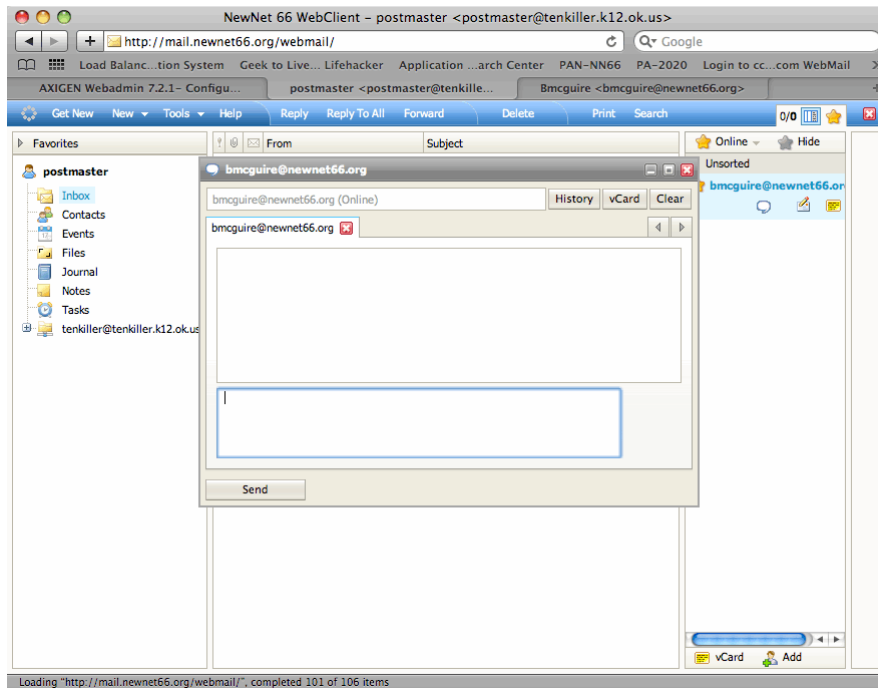 NewNet 66 WebClient – postmaster <postmaster@tenkiller.k12.ok.us>
http://mail.newnet66.org/webmail/
Google
Load Balanc...tion System Geek to Live... Lifehacker Application ...arch Center PAN-NN66 PA-2020 Login to cc...com WebMail
AXIGEN Webadmin 7.2.1- Configu... postmaster <postmaster@tenkille... Bmcguire <bmcguire@newnet66.org>
Get New New Tools Help Reply Reply To All Forward Delete Print Search 0/0
Favorites From Subject Online Hide
postmaster
Inbox
Contacts
Events
Files
Journal
Notes
Tasks
tenkiller@tenkiller.k12.ok.us
bmcguire@newnet66.org
bmcguire@newnet66.org (Online) History vCard Clear
bmcguire@newnet66.org
Send
Unsorted
bmcguire@newnet66.or
vCard Add
Loading "http://mail.newnet66.org/webmail/", completed 101 of 106 items